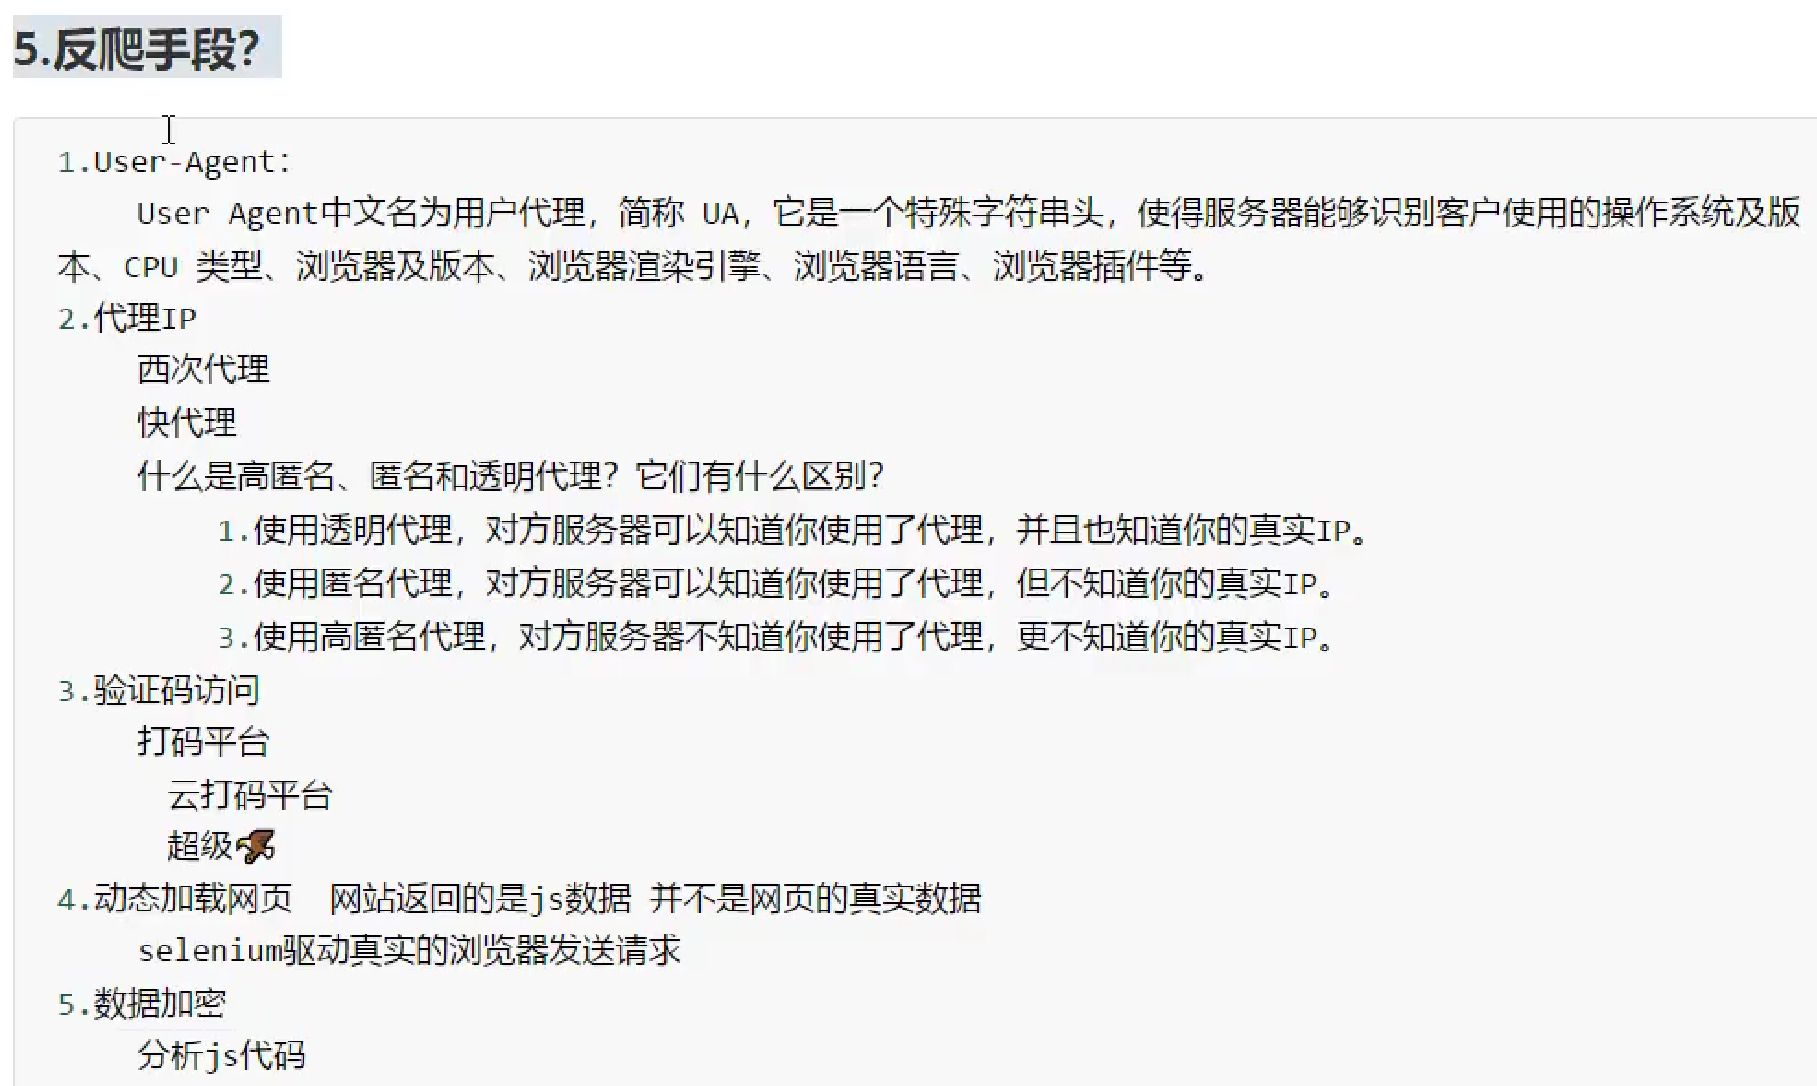 5.反爬手段？
1.User-Agent：
User Agent中文名为用户代理，简称 UA，它是一个特殊字符串头，使得服务器能够识别客户使用的操作系统及版
本、CPU 类型、浏览器及版本、浏览器渲染引擎、浏览器语言、浏览器插件等。
2.代理IP
西次代理
快代理
什么是高匿名、匿名和透明代理？它们有什么区别？
1.使用透明代理，对方服务器可以知道你使用了代理，并且也知道你的真实IP。
2.使用匿名代理，对方服务器可以知道你使用了代理，但不知道你的真实IP。
3.使用高匿名代理，对方服务器不知道你使用了代理，更不知道你的真实IP。
3.验证码访问
打码平台
云打码平台
超级🦅
4.动态加载网页  网站返回的是js数据 并不是网页的真实数据
selenium驱动真实的浏览器发送请求
5.数据加密
分析js代码